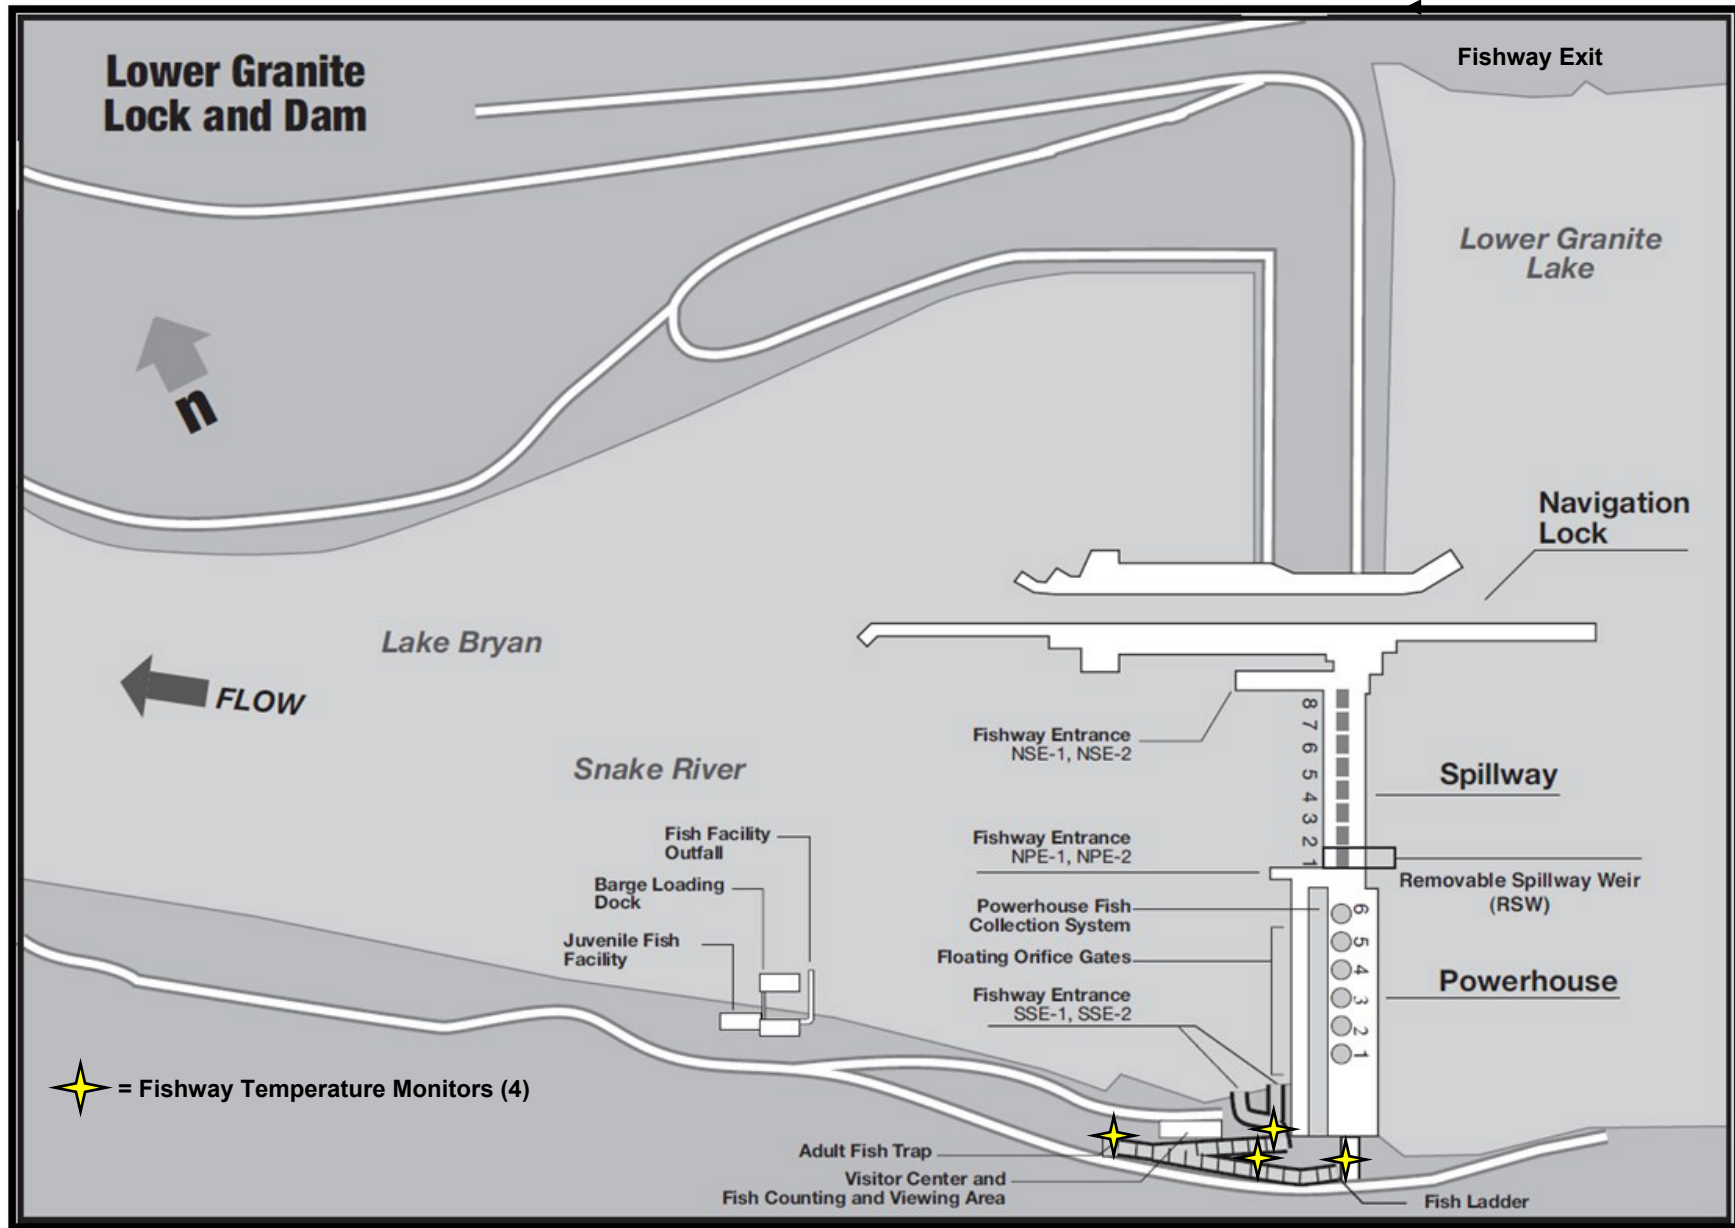 Lower Granite
Lock and Dam
Fishway Exit
Lower Granite
Lake
n
Navigation
Lock
Lake Bryan
FLOW
Fishway Entrance
NSE-1, NSE-2
8
7
6
5
4
3
2
1
Spillway
Snake River
Fish Facility
Outfall
Fishway Entrance
NPE-1, NPE-2
Removable Spillway Weir
(RSW)
Barge Loading
Dock
Powerhouse Fish
Collection System
6
5
4
3
2
1
Juvenile Fish
Facility
Floating Orifice Gates
Powerhouse
Fishway Entrance
SSE-1, SSE-2
= Fishway Temperature Monitors (4)
Adult Fish Trap
Visitor Center and
Fish Counting and Viewing Area
Fish Ladder